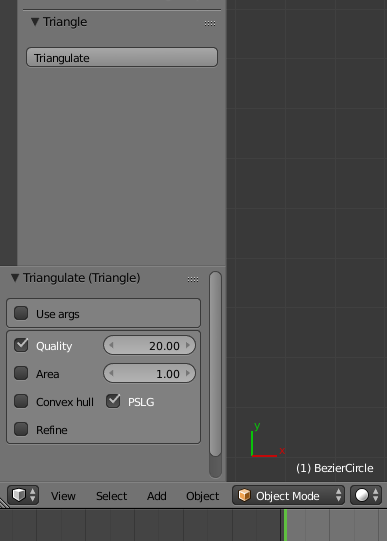 Triangle
Triangulate
Triangulate (Triangle)
Use args
Quality 20.00
Area 1.00
Convex hull PSLG
Refine
y
x
(1) BezierCircle
View Select Add Object Object Mode